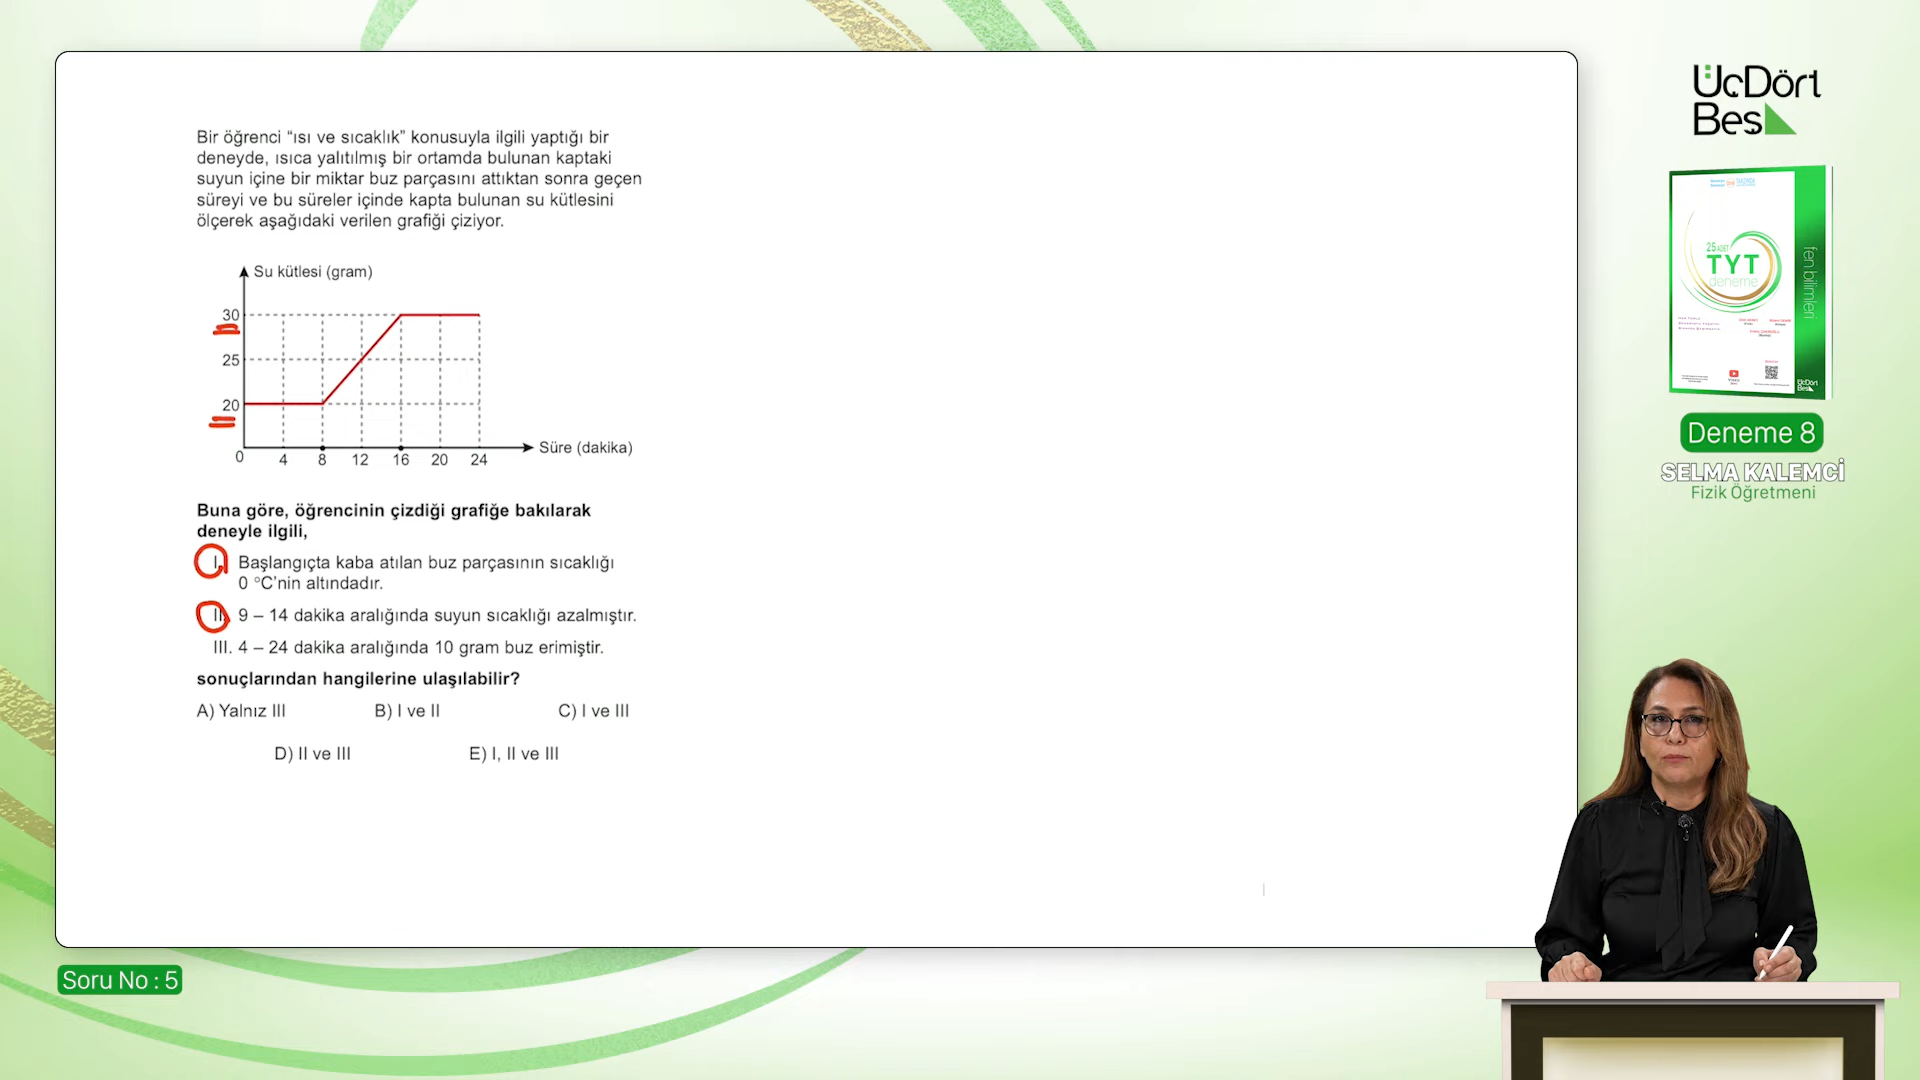 Bir öğrenci “ısı ve sıcaklık” konusuyla ilgili yaptığı bir
deneyde, ısıca yalıtılmış bir ortamda bulunan kaptaki
suyun içine bir miktar buz parçasını attıktan sonra geçen
süreyi ve bu süreler içinde kapta bulunan su kütlesini
ölçerek aşağıdaki verilen grafiği çiziyor.
Su kütlesi (gram)
30
25
20
0 4 8 12 16 20 24
Süre (dakika)
Buna göre, öğrencinin çizdiği grafiğe bakılarak
deneyle ilgili,
I. Başlangıçta kaba atılan buz parçasının sıcaklığı
0 °C'nin altındadır.
II. 9 – 14 dakika aralığında suyun sıcaklığı azalmıştır.
III. 4 – 24 dakika aralığında 10 gram buz erimiştir.
sonuçlarından hangilerine ulaşılabilir?
A) Yalnız III B) I ve II C) I ve III
D) II ve III E) I, II ve III
Soru No : 5
ÜçDört
Beş
25 ADET
TYT
deneme
fen bilimleri
ÜçDört
Beş
Deneme 8
SELMA KALEMCİ
Fizik Öğretmeni